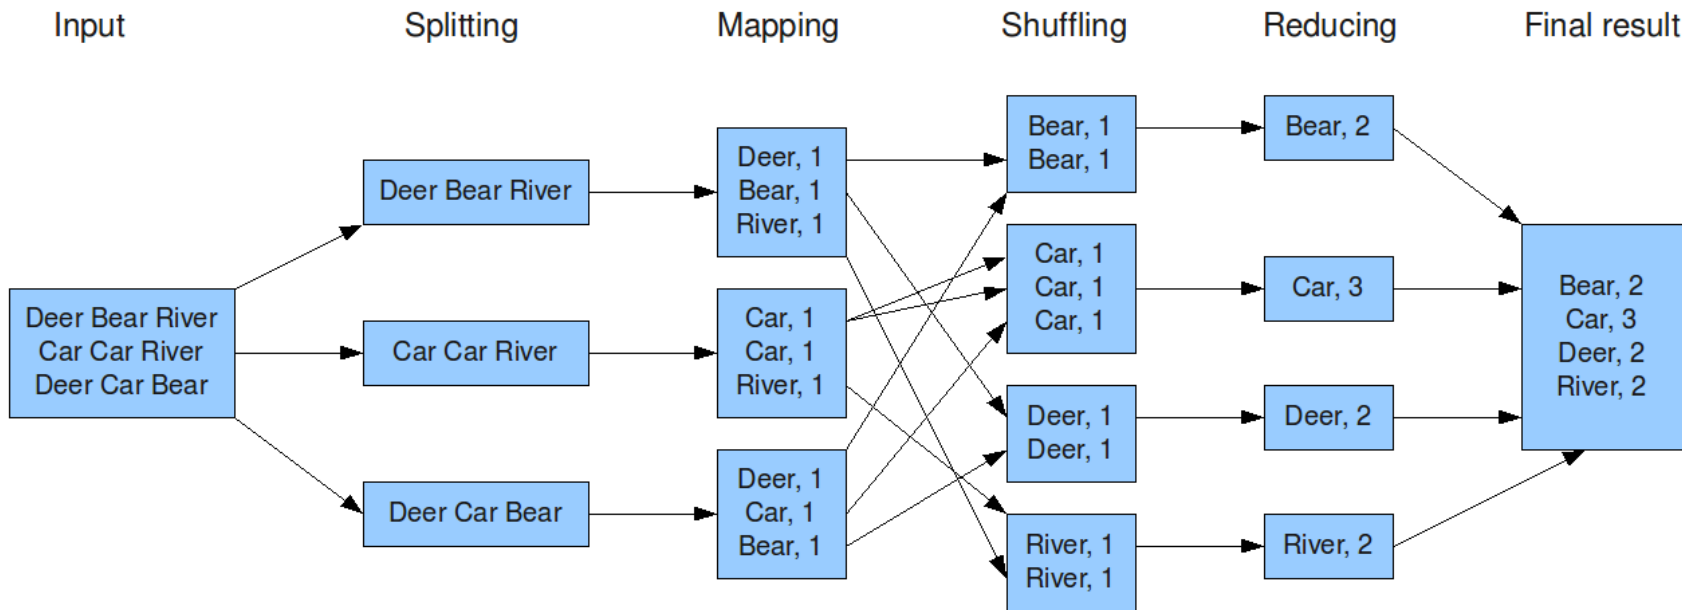 Input
Splitting
Mapping
Shuffling
Reducing
Final result
Deer Bear River
Car Car River
Deer Car Bear
Deer Bear River
Car Car River
Deer Car Bear
Deer, 1
Bear, 1
River, 1
Car, 1
Car, 1
River, 1
Deer, 1
Car, 1
Bear, 1
Bear, 1
Bear, 1
Car, 1
Car, 1
Car, 1
Deer, 1
Deer, 1
River, 1
River, 1
Bear, 2
Car, 3
Deer, 2
River, 2
Bear, 2
Car, 3
Deer, 2
River, 2